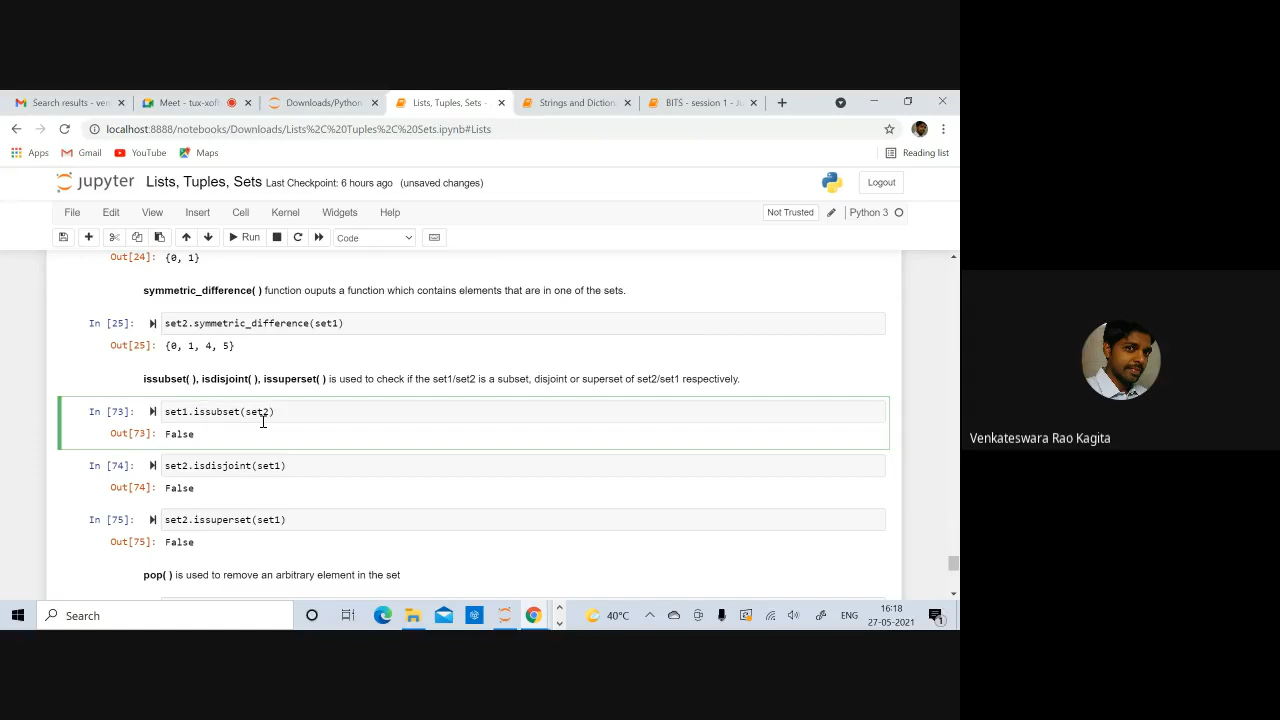 Search results - ven
Meet - tux-xoff
Downloads/Python
Lists, Tuples, Sets -
Strings and Diction
BITS - session 1 - Ju
localhost:8888/notebooks/Downloads/Lists%2C%20Tuples%2C%20Sets.ipynb#Lists
Apps Gmail YouTube Maps Reading list
jupyter Lists, Tuples, Sets Last Checkpoint: 6 hours ago (unsaved changes) Logout
File Edit View Insert Cell Kernel Widgets Help Not Trusted Python 3
Run Code
Out[24]: {0, 1}
symmetric_difference( ) function ouputs a function which contains elements that are in one of the sets.
In [25]: set2.symmetric_difference(set1)
Out[25]: {0, 1, 4, 5}
issubset( ), isdisjoint( ), issuperset( ) is used to check if the set1/set2 is a subset, disjoint or superset of set2/set1 respectively.
In [73]: set1.issubset(set2)
Out[73]: False
In [74]: set2.isdisjoint(set1)
Out[74]: False
In [75]: set2.issuperset(set1)
Out[75]: False
pop( ) is used to remove an arbitrary element in the set
Search 40°C ENG 16:18
27-05-2021
Venkateswara Rao Kagita